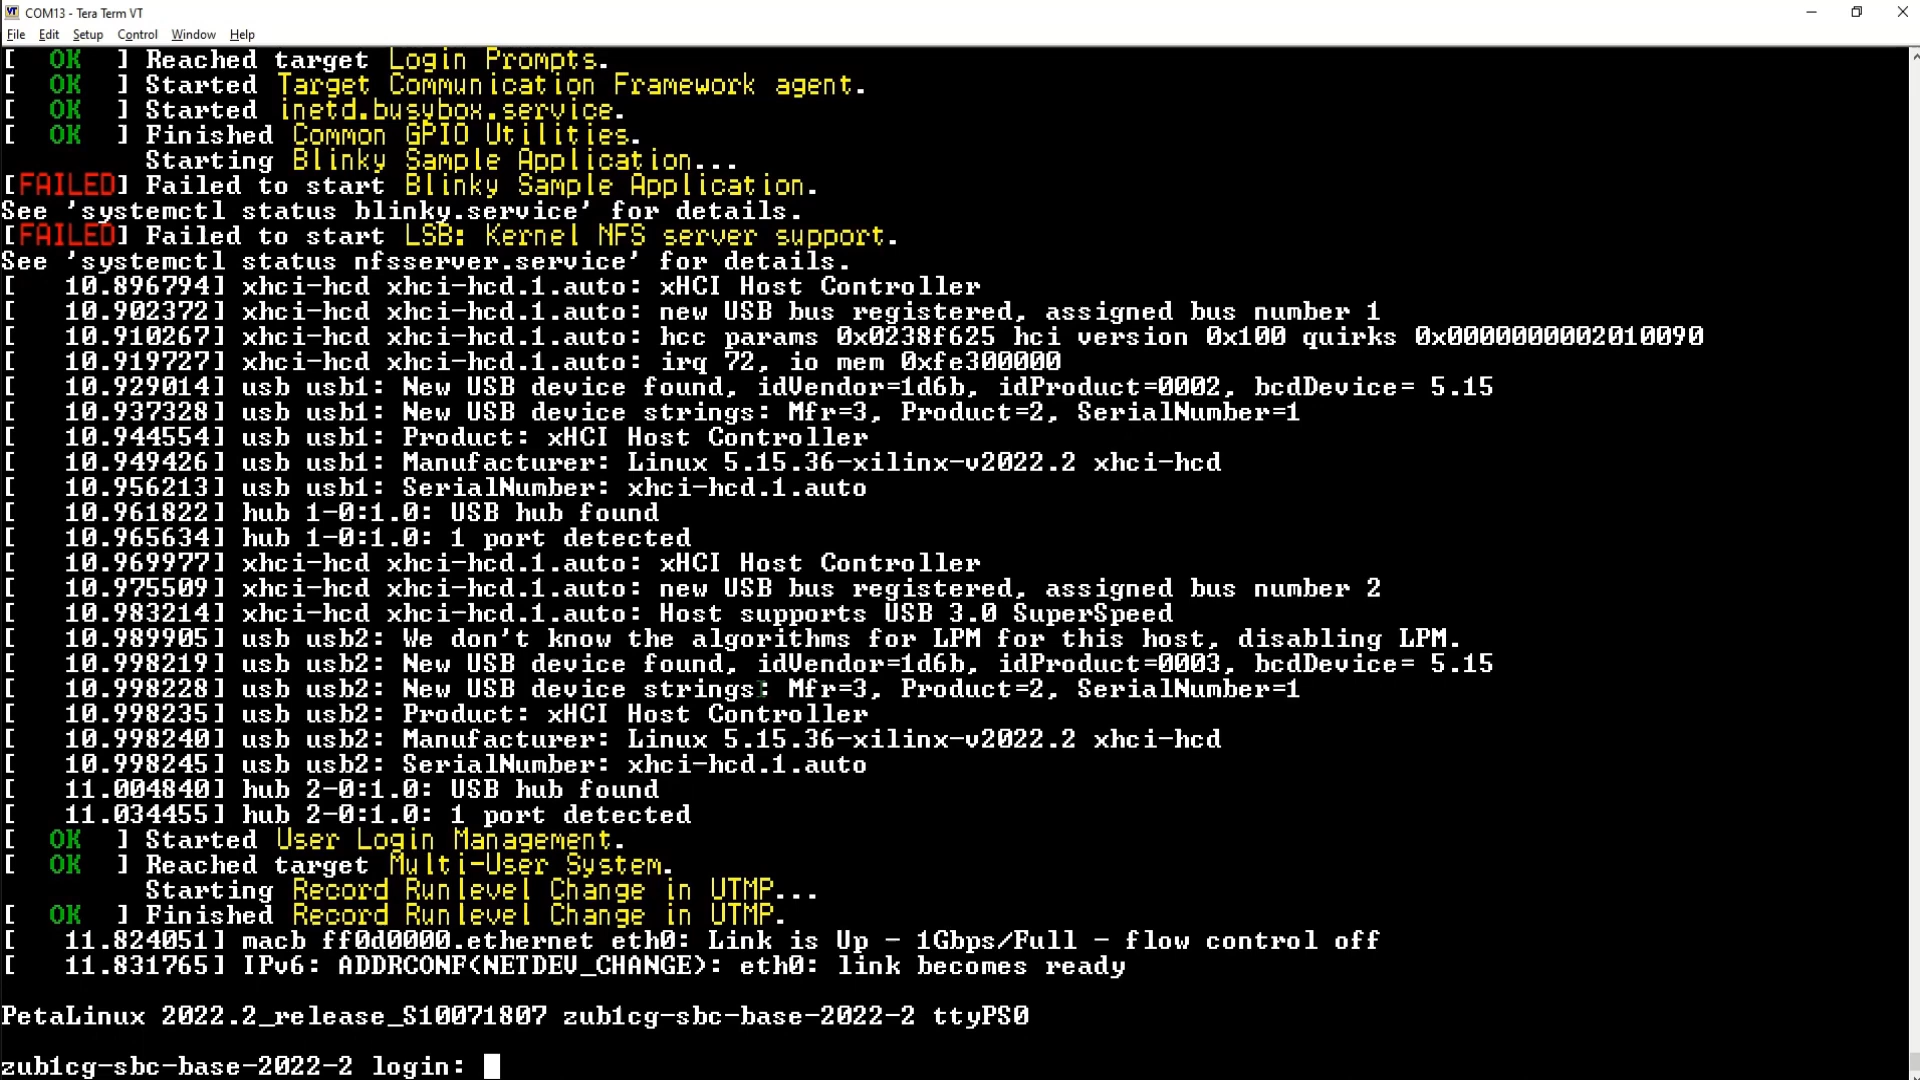 COM13 - Tera Term VT
File Edit Setup Control Window Help
[  OK  ] Reached target Login Prompts.
[  OK  ] Started Target Communication Framework agent.
[  OK  ] Started inetd.busybox.service.
[  OK  ] Finished Common GPIO Utilities.
Starting Blinky Sample Application...
[FAILED] Failed to start Blinky Sample Application.
See 'systemctl status blinky.service' for details.
[FAILED] Failed to start LSB: Kernel NFS server support.
See 'systemctl status nfsserver.service' for details.
[   10.896794] xhci-hcd xhci-hcd.1.auto: xHCI Host Controller
[   10.902372] xhci-hcd xhci-hcd.1.auto: new USB bus registered, assigned bus number 1
[   10.910267] xhci-hcd xhci-hcd.1.auto: hcc params 0x0238f625 hci version 0x100 quirks 0x0000000002010090
[   10.919727] xhci-hcd xhci-hcd.1.auto: irq 72, io mem 0xfe300000
[   10.929014] usb usb1: New USB device found, idVendor=1d6b, idProduct=0002, bcdDevice= 5.15
[   10.937328] usb usb1: New USB device strings: Mfr=3, Product=2, SerialNumber=1
[   10.944554] usb usb1: Product: xHCI Host Controller
[   10.949426] usb usb1: Manufacturer: Linux 5.15.36-xilinx-v2022.2 xhci-hcd
[   10.956213] usb usb1: SerialNumber: xhci-hcd.1.auto
[   10.961822] hub 1-0:1.0: USB hub found
[   10.965634] hub 1-0:1.0: 1 port detected
[   10.969977] xhci-hcd xhci-hcd.1.auto: xHCI Host Controller
[   10.975509] xhci-hcd xhci-hcd.1.auto: new USB bus registered, assigned bus number 2
[   10.983214] xhci-hcd xhci-hcd.1.auto: Host supports USB 3.0 SuperSpeed
[   10.989905] usb usb2: We don't know the algorithms for LPM for this host, disabling LPM.
[   10.998219] usb usb2: New USB device found, idVendor=1d6b, idProduct=0003, bcdDevice= 5.15
[   10.998228] usb usb2: New USB device strings: Mfr=3, Product=2, SerialNumber=1
[   10.998235] usb usb2: Product: xHCI Host Controller
[   10.998240] usb usb2: Manufacturer: Linux 5.15.36-xilinx-v2022.2 xhci-hcd
[   10.998245] usb usb2: SerialNumber: xhci-hcd.1.auto
[   11.004840] hub 2-0:1.0: USB hub found
[   11.034455] hub 2-0:1.0: 1 port detected
[  OK  ] Started User Login Management.
[  OK  ] Reached target Multi-User System.
Starting Record Runlevel Change in UTMP...
[  OK  ] Finished Record Runlevel Change in UTMP.
[   11.824051] macb ff0d0000.ethernet eth0: Link is Up - 1Gbps/Full - flow control off
[   11.831765] IPv6: ADDRCONF(NETDEV_CHANGE): eth0: link becomes ready
PetaLinux 2022.2_release_S10071807 zub1cg-sbc-base-2022-2 ttyPS0
zub1cg-sbc-base-2022-2 login: